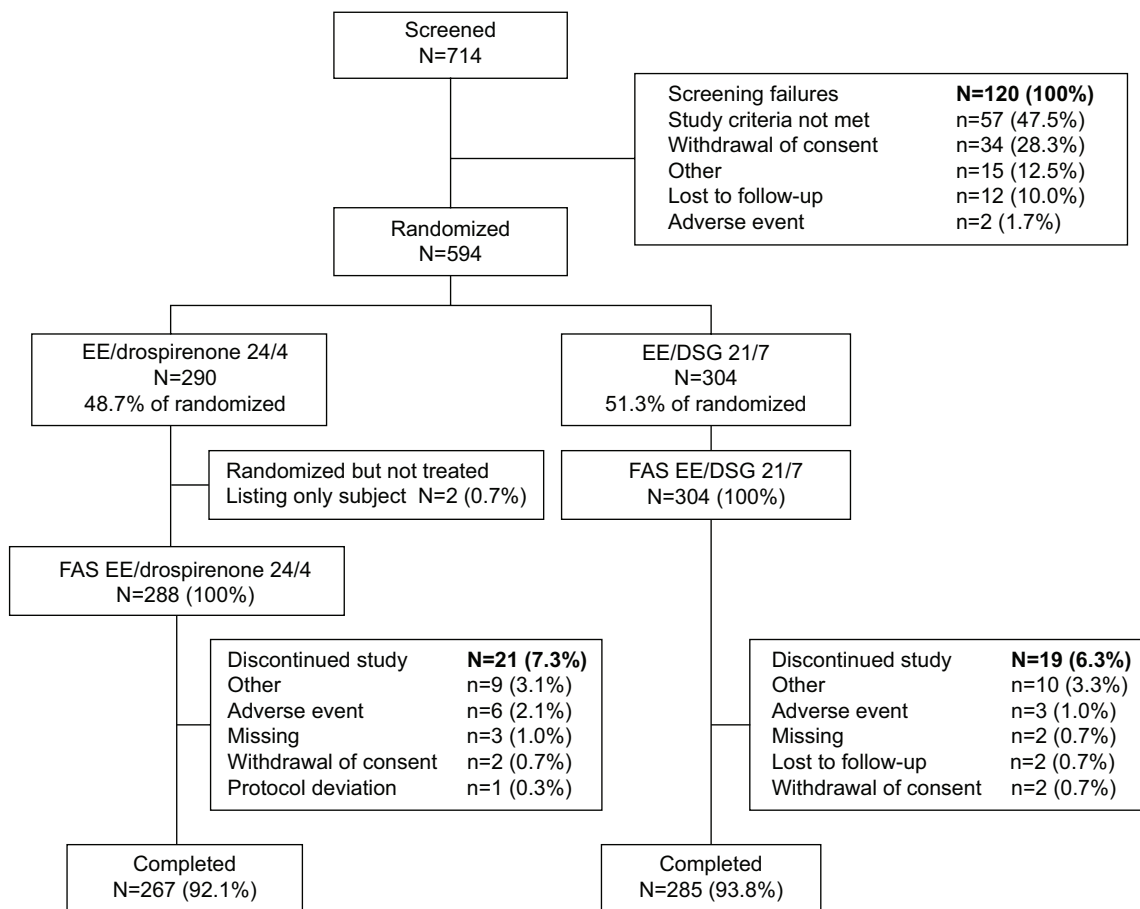 Screened
N=714
Screening failures N=120 (100%)
Study criteria not met n=57 (47.5%)
Withdrawal of consent n=34 (28.3%)
Other n=15 (12.5%)
Lost to follow-up n=12 (10.0%)
Adverse event n=2 (1.7%)
Randomized
N=594
EE/drospirenone 24/4
N=290
48.7% of randomized
EE/DSG 21/7
N=304
51.3% of randomized
Randomized but not treated
Listing only subject N=2 (0.7%)
FAS EE/DSG 21/7
N=304 (100%)
FAS EE/drospirenone 24/4
N=288 (100%)
Discontinued study N=21 (7.3%)
Other n=9 (3.1%)
Adverse event n=6 (2.1%)
Missing n=3 (1.0%)
Withdrawal of consent n=2 (0.7%)
Protocol deviation n=1 (0.3%)
Discontinued study N=19 (6.3%)
Other n=10 (3.3%)
Adverse event n=3 (1.0%)
Missing n=2 (0.7%)
Lost to follow-up n=2 (0.7%)
Withdrawal of consent n=2 (0.7%)
Completed
N=267 (92.1%)
Completed
N=285 (93.8%)